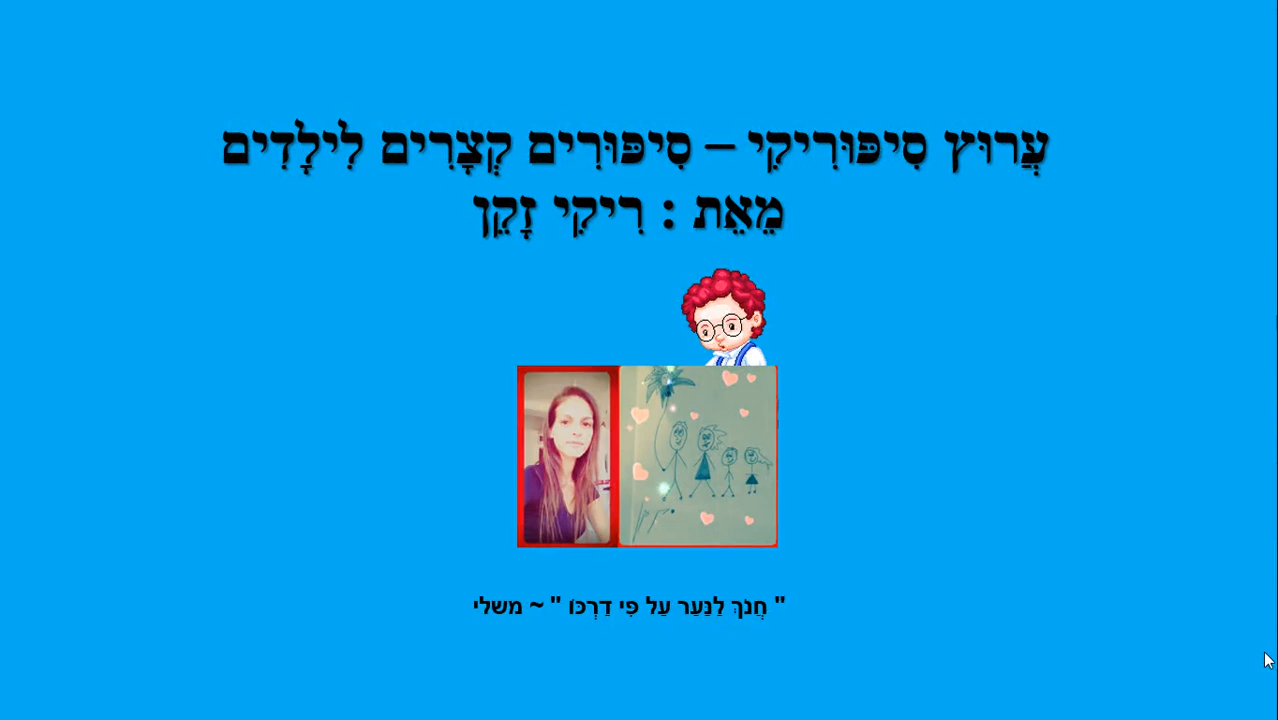 עֲרוּץ סִיפּוּרִיקִי – סִיפּוּרִים קְצָרִים לִילָדִים
מֵאֵת : רִיקִי זָקֵן
" חֲנֹךְ לַנַּעַר עַל פִּי דַרְכּוֹ " ~ משלי